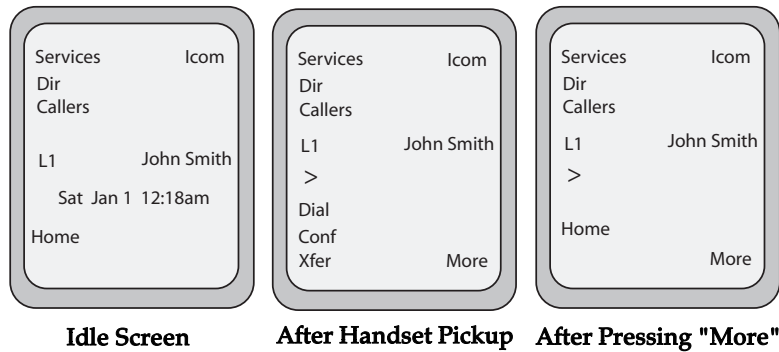 Services Icom
Dir
Callers
L1 John Smith
Sat Jan 1 12:18am
Home
Idle Screen
Services Icom
Dir
Callers
L1 John Smith
>
Dial
Conf
Xfer More
After Handset Pickup
Services Icom
Dir
Callers
L1 John Smith
>
Home
More
After Pressing "More"